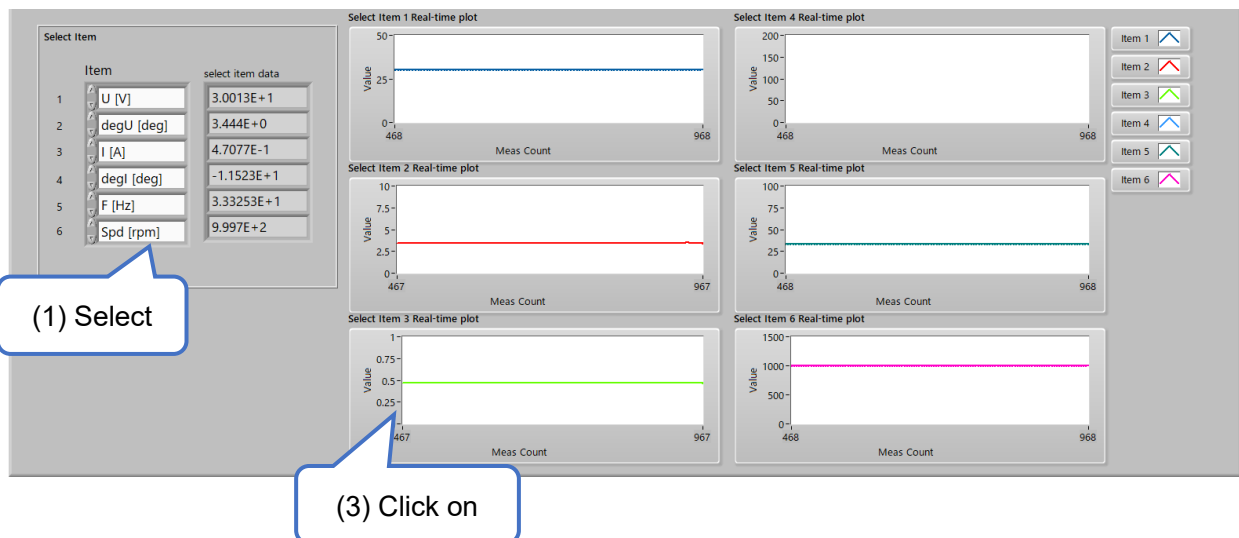 Select Item
Item
select item data
1
U [V]
3.0013E+1
2
degU [deg]
3.444E+0
3
I [A]
4.7077E-1
4
degI [deg]
-1.1523E+1
5
F [Hz]
3.33253E+1
6
Spd [rpm]
9.997E+2
(1) Select
Select Item 1 Real-time plot
50
25
0
Value
468
968
Meas Count
Select Item 2 Real-time plot
10
7.5
5
2.5
0
Value
467
967
Meas Count
Select Item 3 Real-time plot
1
0.75
0.5
0.25
Value
467
967
Meas Count
(3) Click on
Select Item 4 Real-time plot
200
150
100
50
0
Value
468
968
Meas Count
Select Item 5 Real-time plot
100
75
50
25
0
Value
468
968
Meas Count
Select Item 6 Real-time plot
1500
1000
500
0
Value
468
968
Meas Count
Item 1
Item 2
Item 3
Item 4
Item 5
Item 6